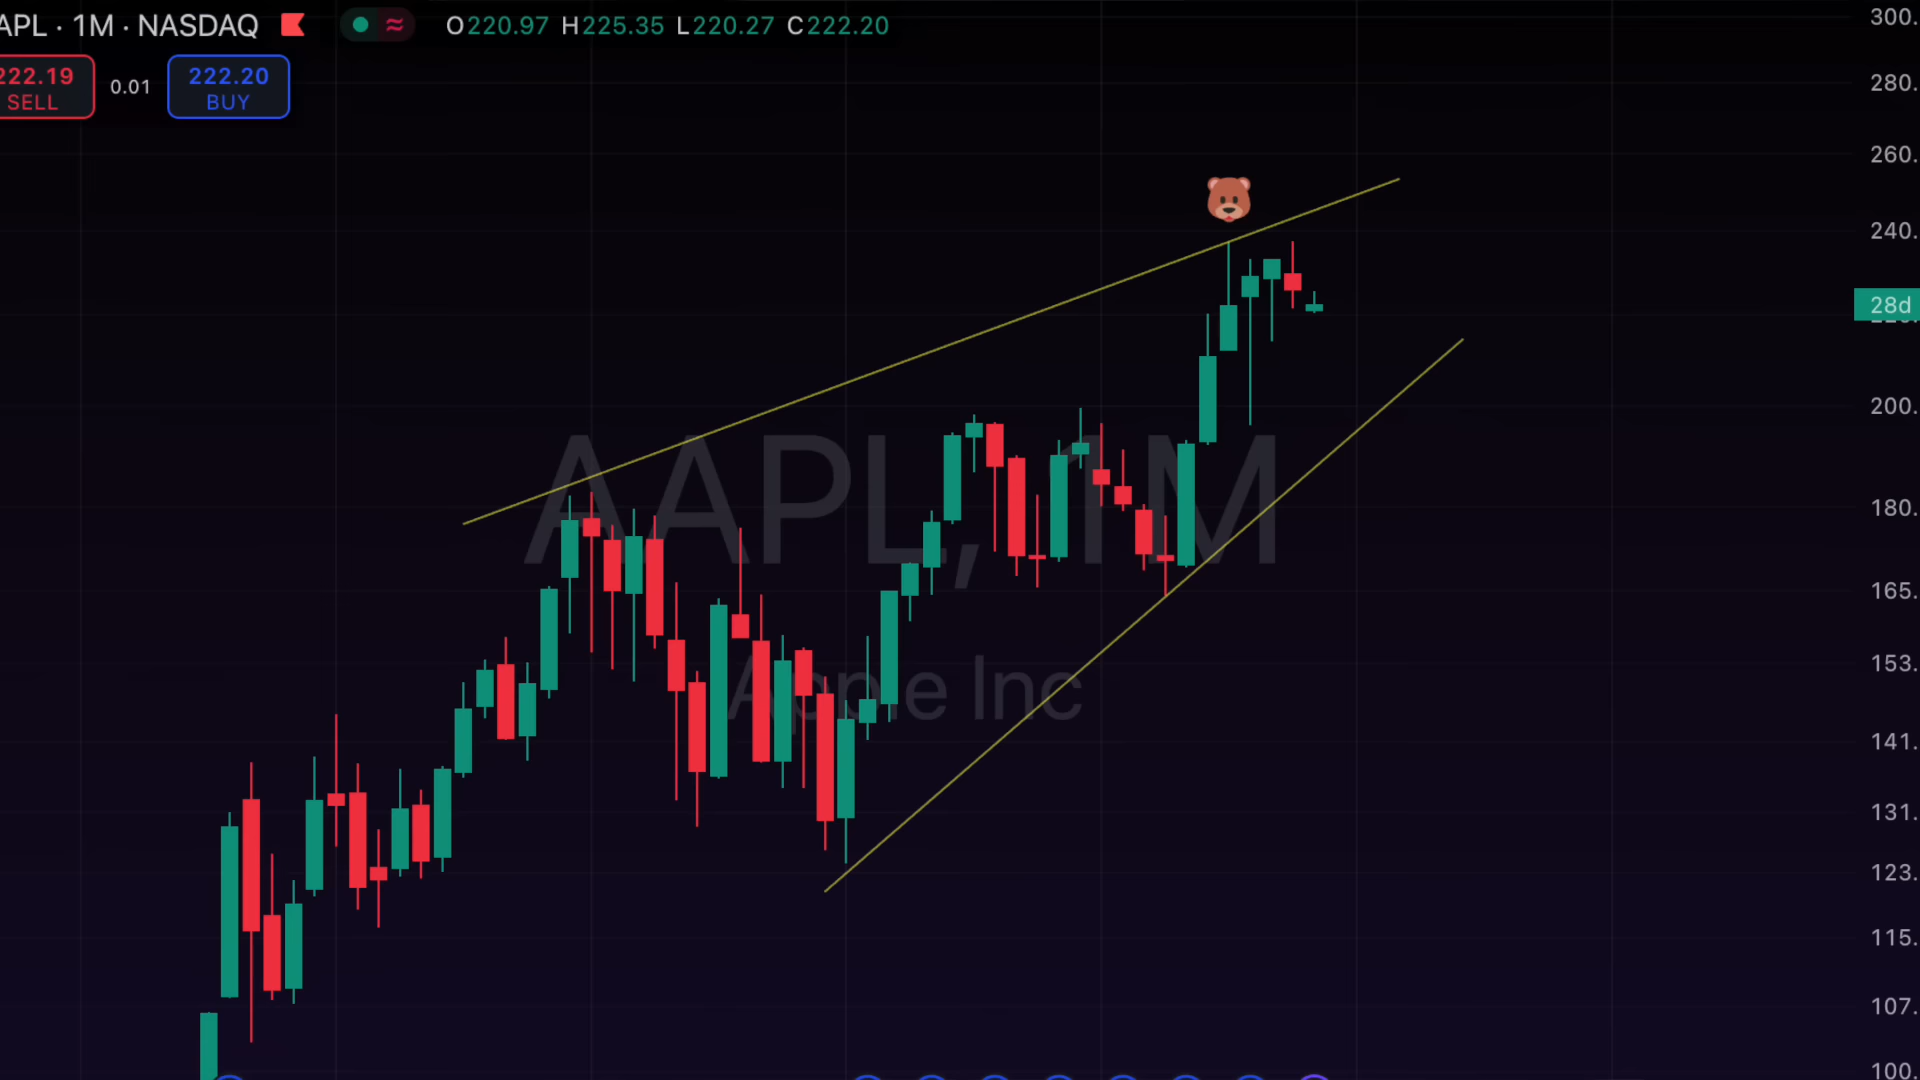 APL · 1M · NASDAQ O220.97 H225.35 L220.27 C222.20
222.19
SELL
0.01
222.20
BUY
300.
280.
260.
240.
28d
200.
180.
165.
153.
141.
131.
123.
115.
107.
100.
AAPL, 1M
Apple Inc